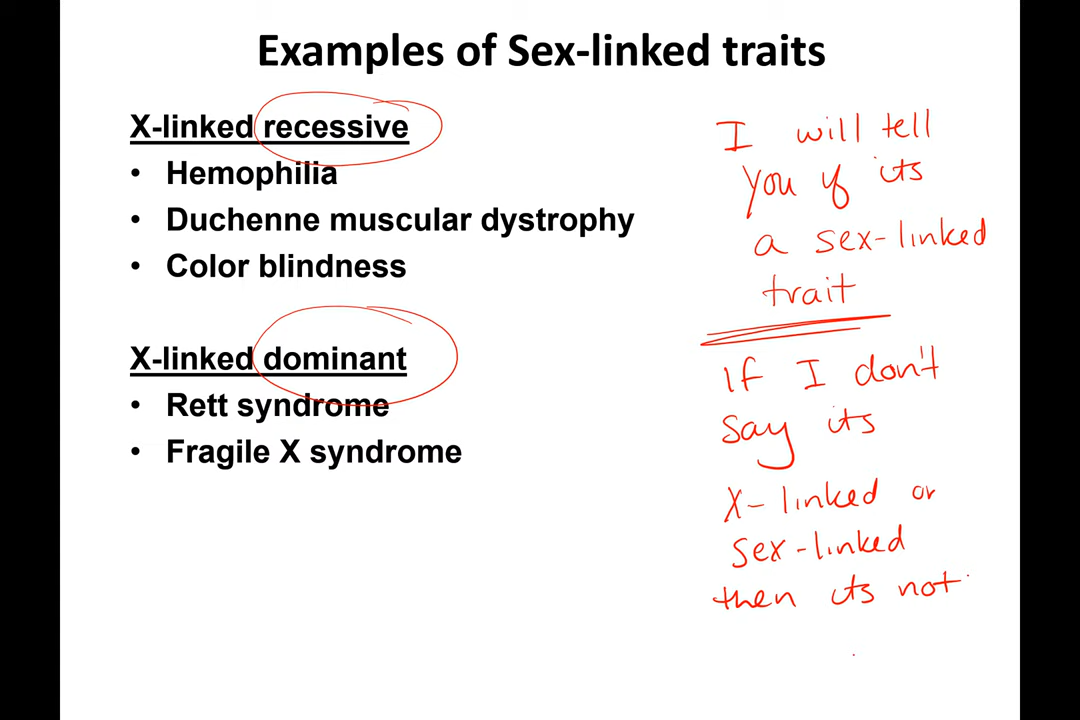 Examples of Sex-linked traits
X-linked recessive
• Hemophilia
• Duchenne muscular dystrophy
• Color blindness
X-linked dominant
• Rett syndrome
• Fragile X syndrome
I will tell
you if its
a sex-linked
trait
If I don't
say its
X-linked or
sex-linked
then its not